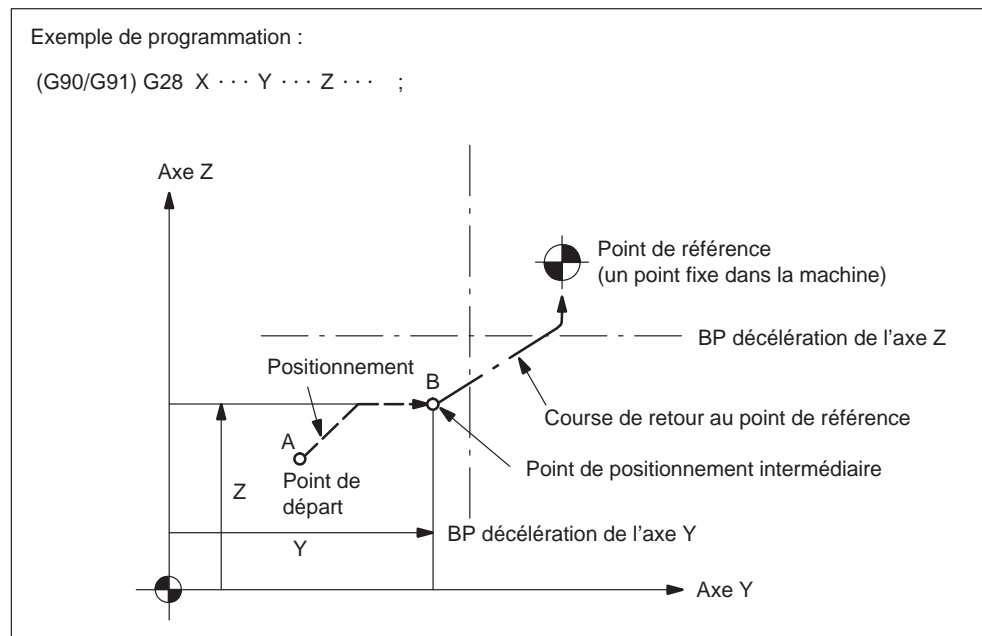 Exemple de programmation :
(G90/G91) G28 X ··· Y ··· Z ··· ;
Axe Z
Point de référence
(un point fixe dans la machine)
BP décélération de l'axe Z
Positionnement
B
Course de retour au point de référence
A
Point de positionnement intermédiaire
Point de
départ
Z
BP décélération de l'axe Y
Y
Axe Y